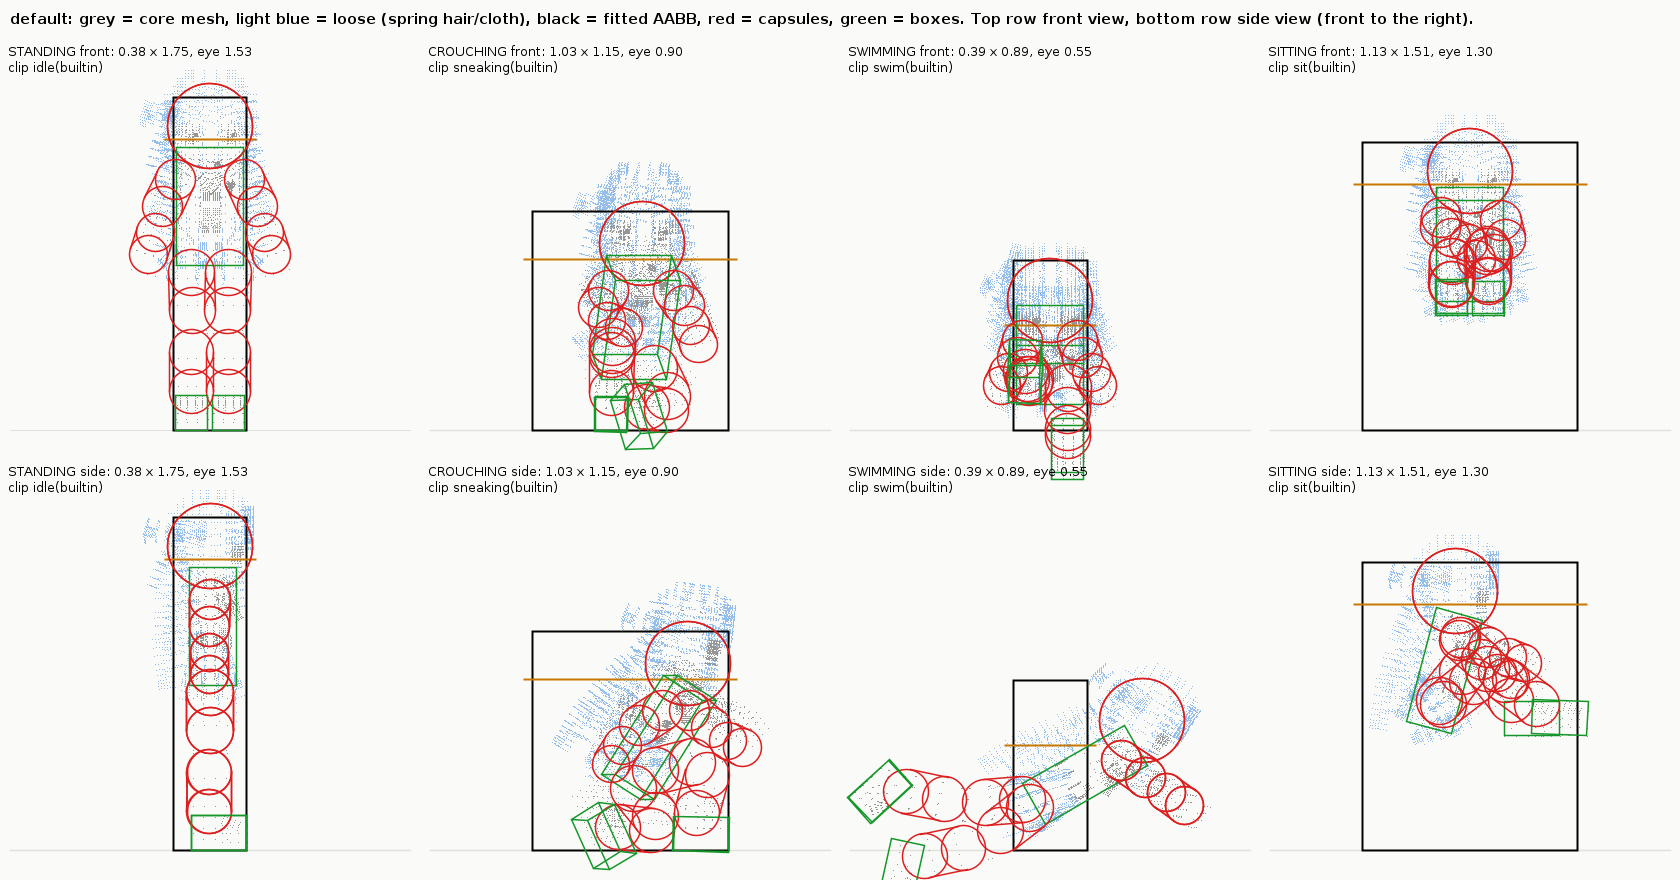 default: grey = core mesh, light blue = loose (spring hair/cloth), black = fitted AABB, red = capsules, green = boxes. Top row front view, bottom row side view (front to the right).
STANDING front: 0.38 x 1.75, eye 1.53
clip idle(builtin)
CROUCHING front: 1.03 x 1.15, eye 0.90
clip sneaking(builtin)
SWIMMING front: 0.39 x 0.89, eye 0.55
clip swim(builtin)
SITTING front: 1.13 x 1.51, eye 1.30
clip sit(builtin)
STANDING side: 0.38 x 1.75, eye 1.53
clip idle(builtin)
CROUCHING side: 1.03 x 1.15, eye 0.90
clip sneaking(builtin)
SWIMMING side: 0.39 x 0.89, eye 0.55
clip swim(builtin)
SITTING side: 1.13 x 1.51, eye 1.30
clip sit(builtin)